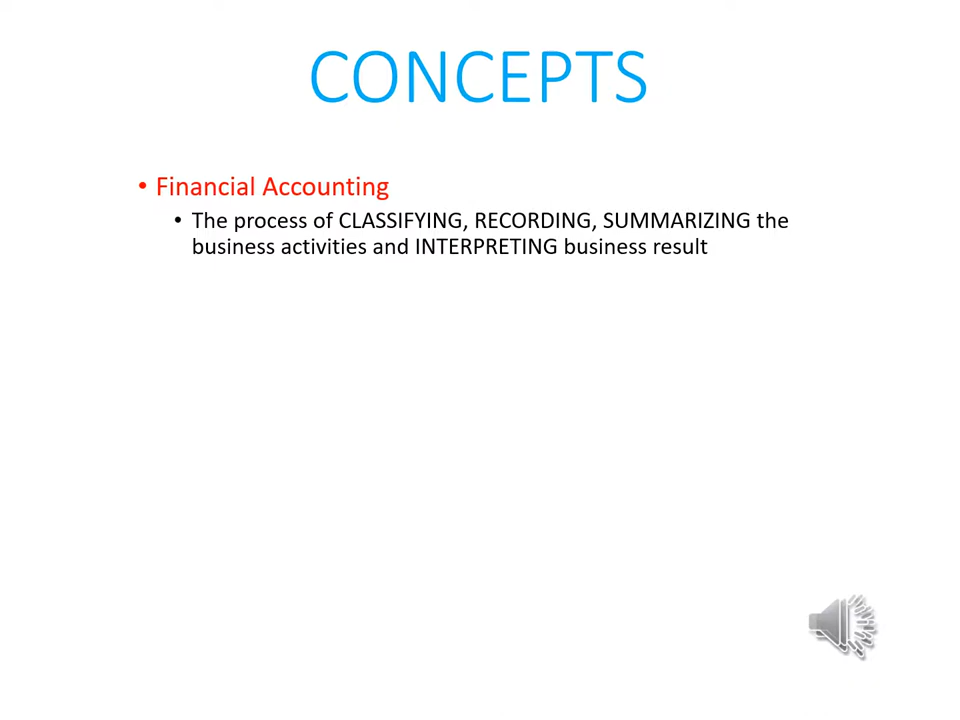 CONCEPTS
• Financial Accounting
• The process of CLASSIFYING, RECORDING, SUMMARIZING the
business activities and INTERPRETING business result